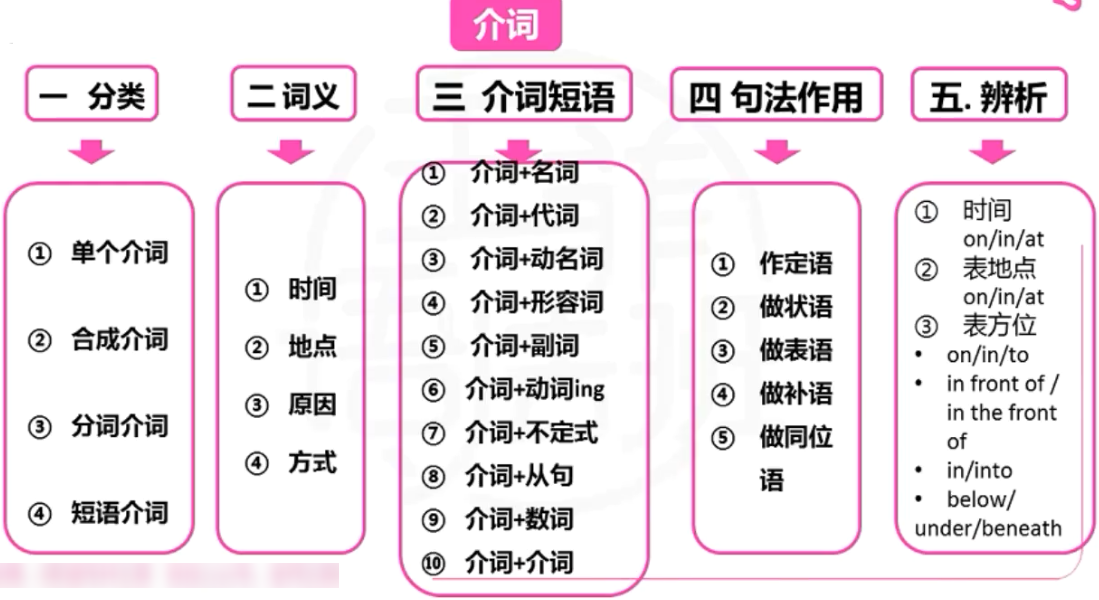 介词
一 分类
二 词义
三 介词短语
四 句法作用
五. 辨析
① 单个介词
② 合成介词
③ 分词介词
④ 短语介词
① 时间
② 地点
③ 原因
④ 方式
① 介词+名词
② 介词+代词
③ 介词+动名词
④ 介词+形容词
⑤ 介词+副词
⑥ 介词+动词ing
⑦ 介词+不定式
⑧ 介词+从句
⑨ 介词+数词
⑩ 介词+介词
① 作定语
② 做状语
③ 做表语
④ 做补语
⑤ 做同位
语
① 时间
on/in/at
② 表地点
on/in/at
③ 表方位
• on/in/to
• in front of /
in the front
of
• in/into
• below/
under/beneath